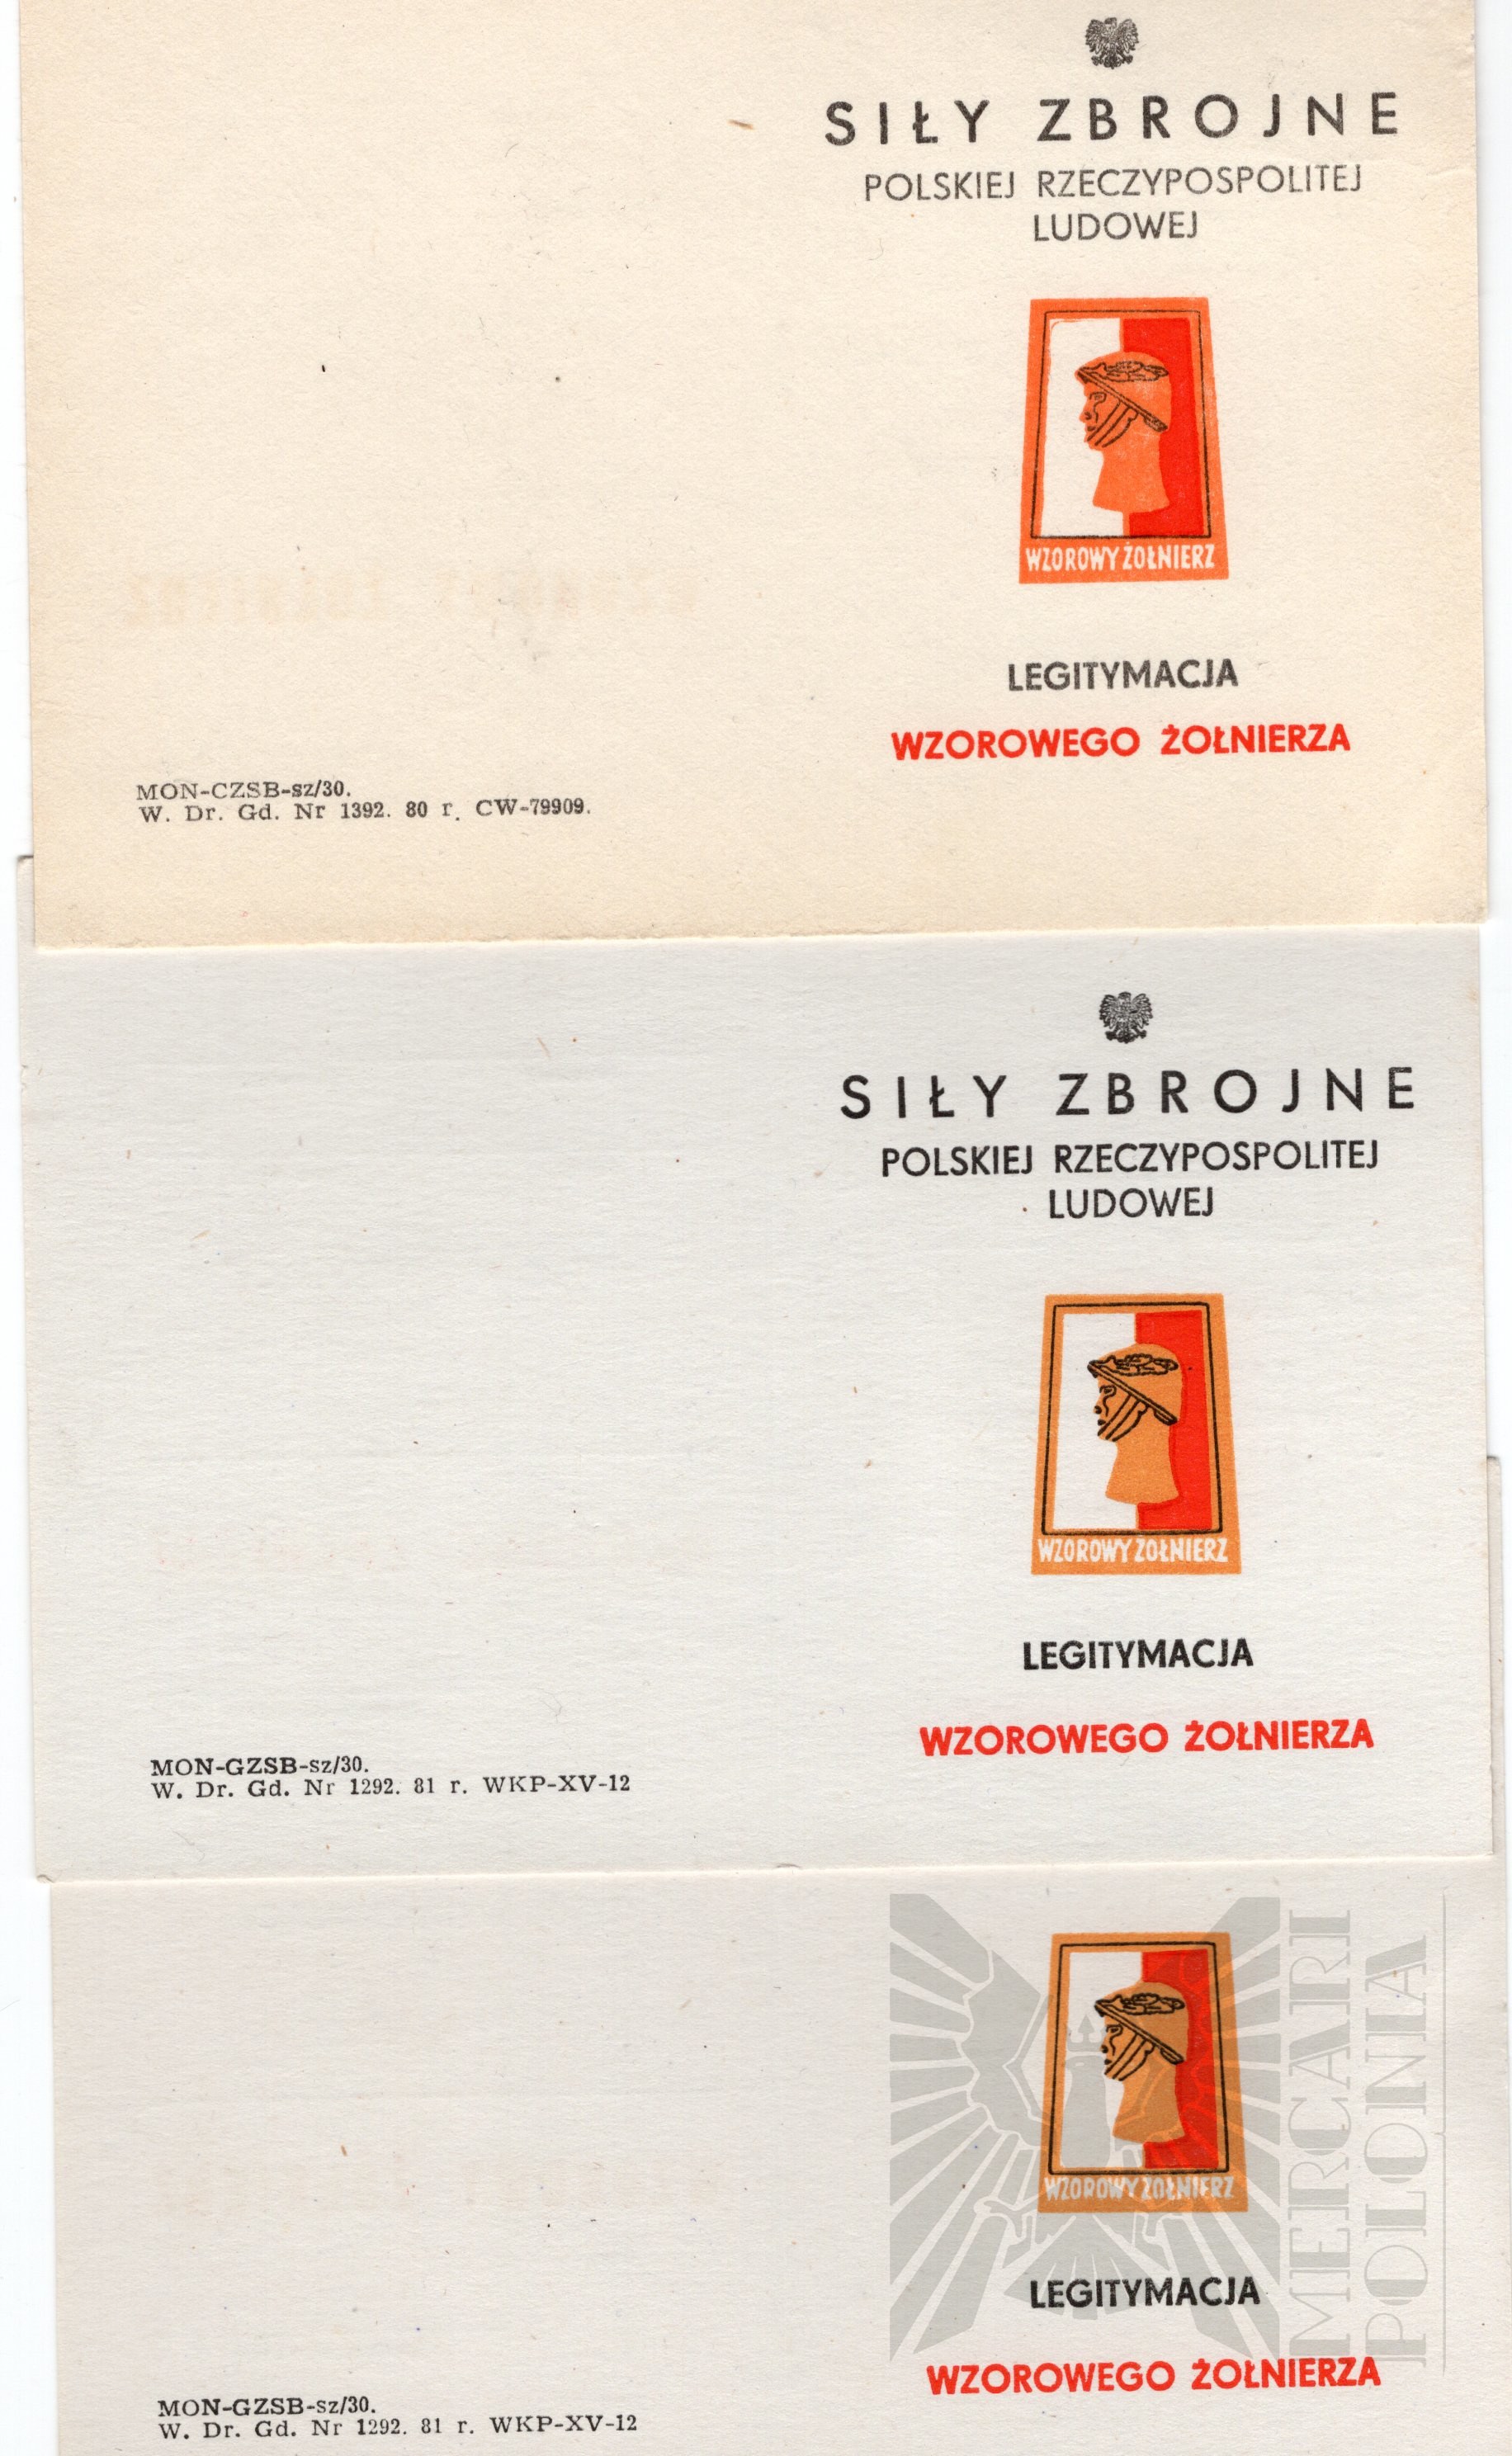 SIŁY ZBROJNE
POLSKIEJ RZECZYPOSPOLITEJ
LUDOWEJ
WZOROWY ŻOŁNIERZ
LEGITYMACJA
WZOROWEGO ŻOŁNIERZA
MON-CZSB-sz/30.
W. Dr. Gd. Nr 1392. 80 r. CW-79909.
SIŁY ZBROJNE
POLSKIEJ RZECZYPOSPOLITEJ
LUDOWEJ
WZOROWY ŻOŁNIERZ
LEGITYMACJA
WZOROWEGO ŻOŁNIERZA
MON-GZSB-sz/30.
W. Dr. Gd. Nr 1292. 81 r. WKP-XV-12
WZOROWY ŻOŁNIERZ
LEGITYMACJA
WZOROWEGO ŻOŁNIERZA
MON-GZSB-sz/30.
W. Dr. Gd. Nr 1292. 81 r. WKP-XV-12
MERCARI
POLONIA